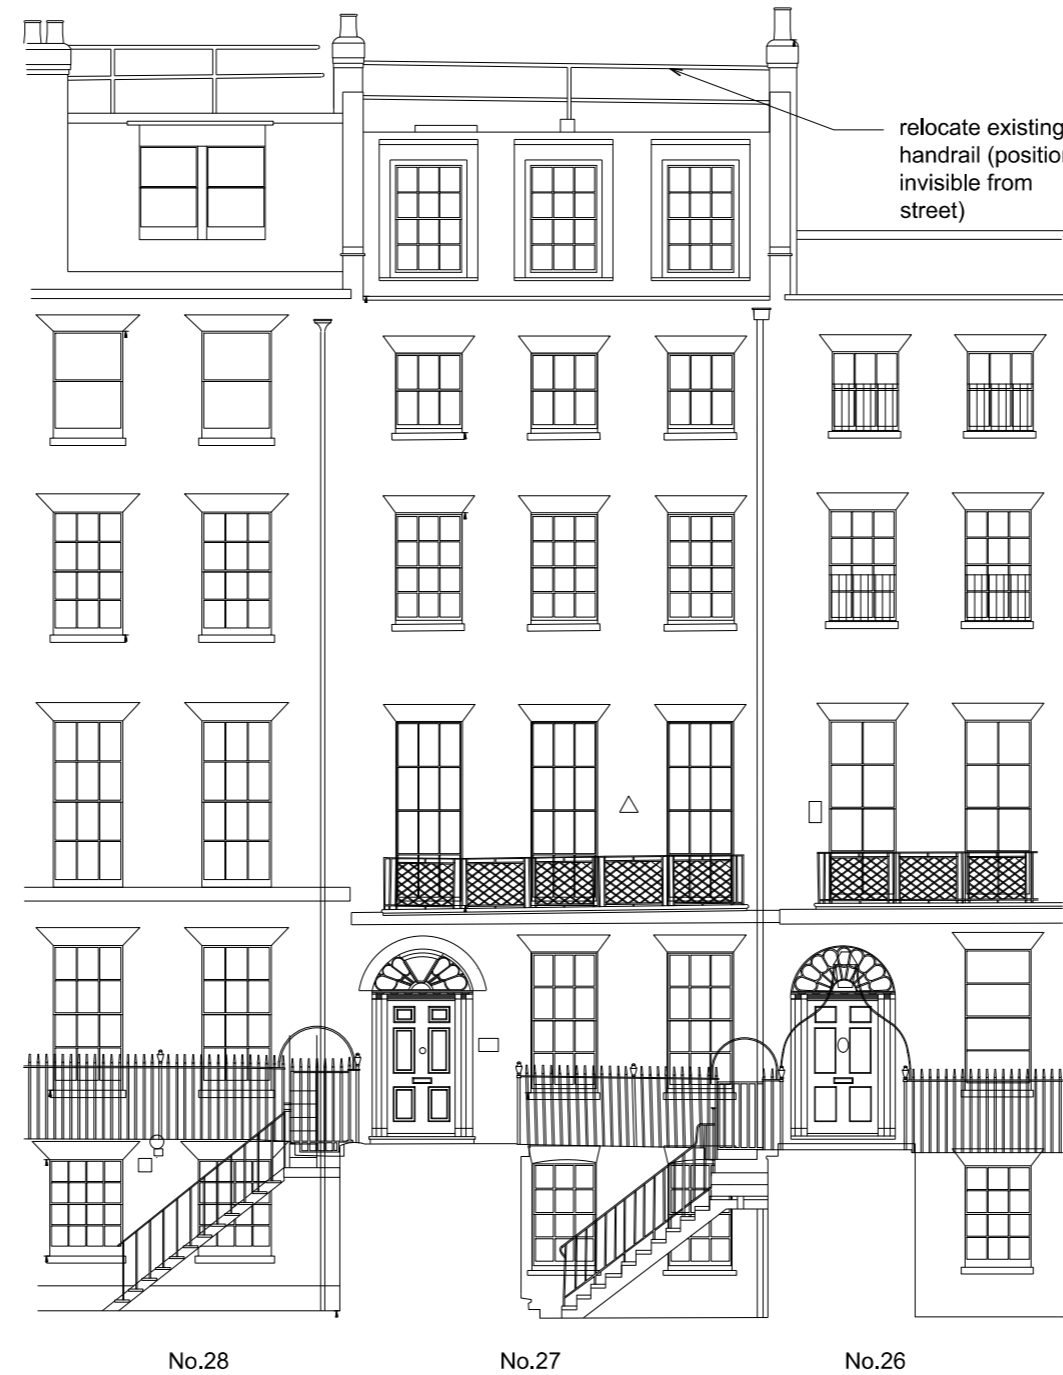 relocate existing
handrail (position
invisible from
street)
No.28
No.27
No.26